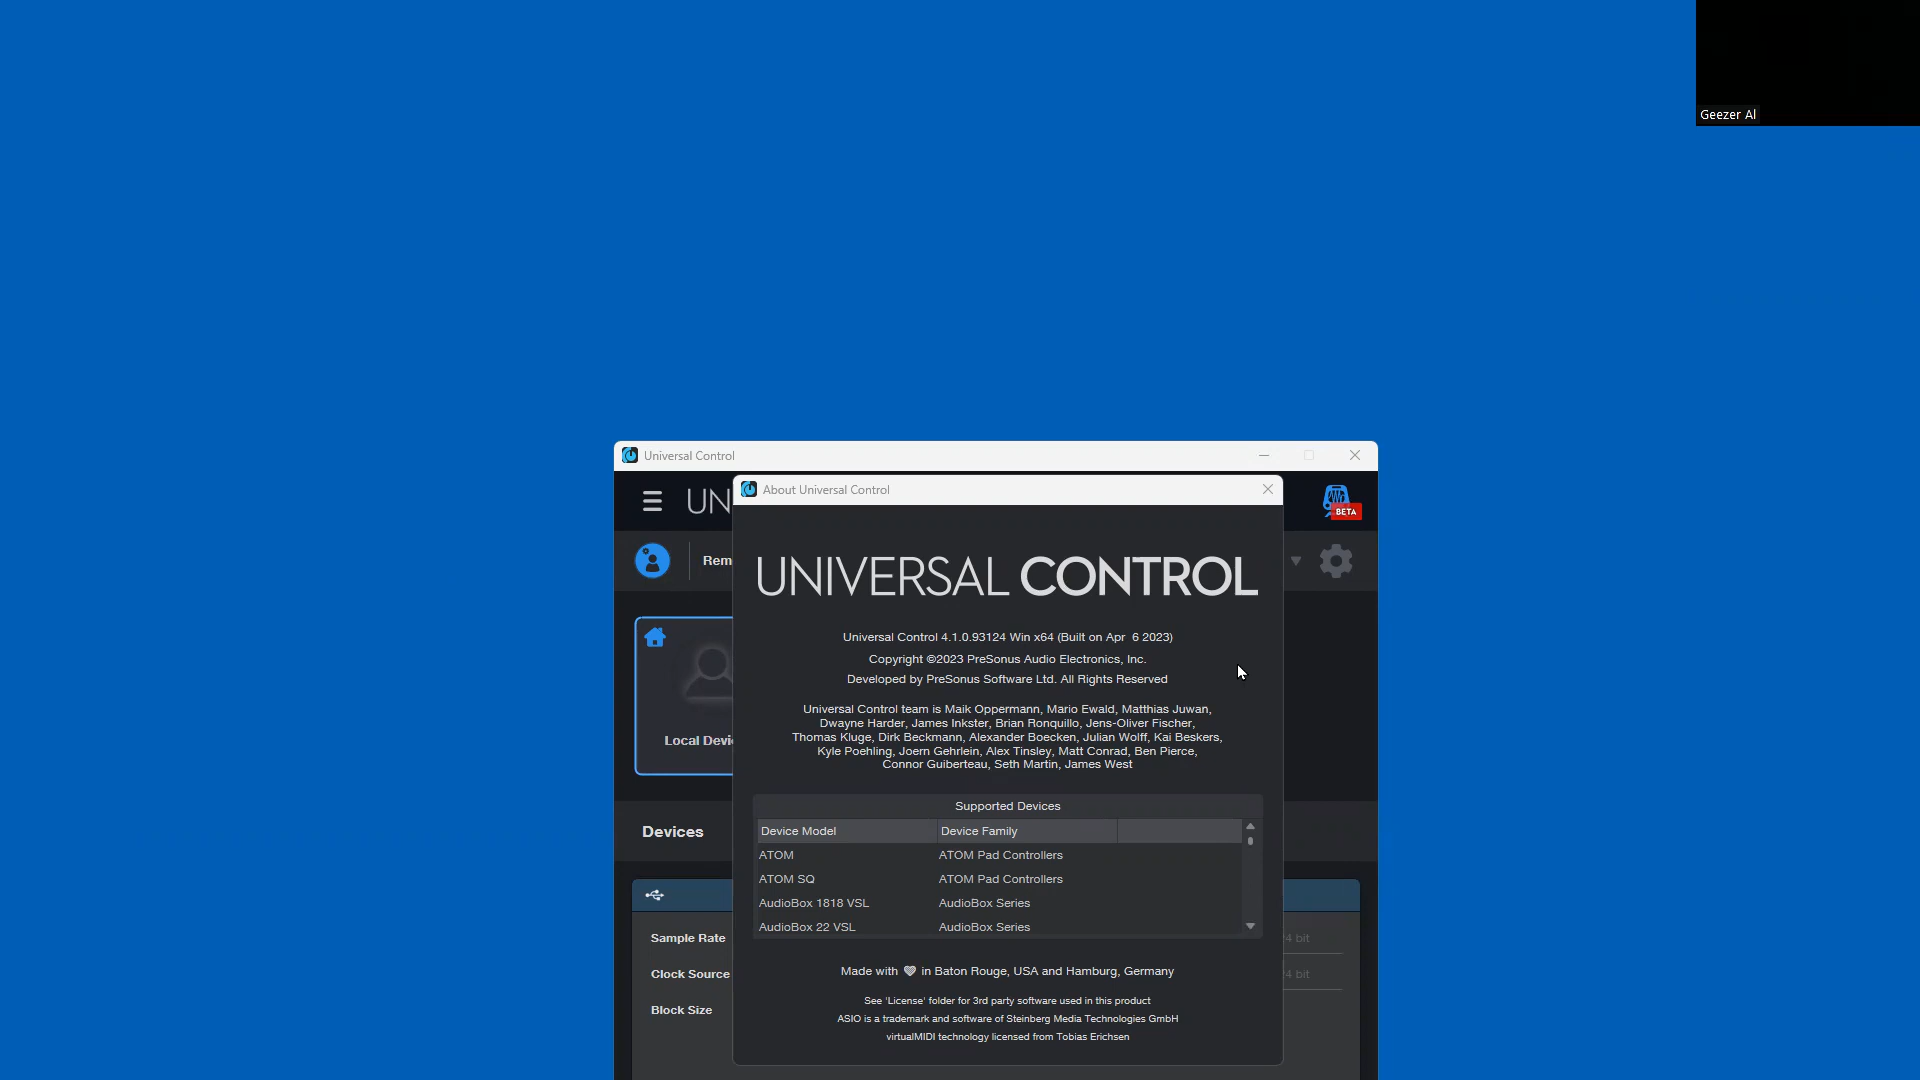 Geezer Al
Universal Control
UN
About Universal Control
BETA
Rem
UNIVERSAL CONTROL
Universal Control 4.1.0.93124 Win x64 (Built on Apr  6 2023)
Copyright ©2023 PreSonus Audio Electronics, Inc.
Developed by PreSonus Software Ltd. All Rights Reserved
Universal Control team is Maik Oppermann, Mario Ewald, Matthias Juwan,
Dwayne Harder, James Inkster, Brian Ronquillo, Jens-Oliver Fischer,
Thomas Kluge, Dirk Beckmann, Alexander Boecken, Julian Wolff, Kai Beskers,
Kyle Poehling, Joern Gehrlein, Alex Tinsley, Matt Conrad, Ben Pierce,
Connor Guiberteau, Seth Martin, James West
Local Devi
Supported Devices
Devices
Device Model Device Family
ATOM ATOM Pad Controllers
ATOM SQ ATOM Pad Controllers
AudioBox 1818 VSL AudioBox Series
AudioBox 22 VSL AudioBox Series
Sample Rate
4 bit
Clock Source
4 bit
Block Size
Made with 🤍 in Baton Rouge, USA and Hamburg, Germany
See 'License' folder for 3rd party software used in this product
ASIO is a trademark and software of Steinberg Media Technologies GmbH
virtualMIDI technology licensed from Tobias Erichsen